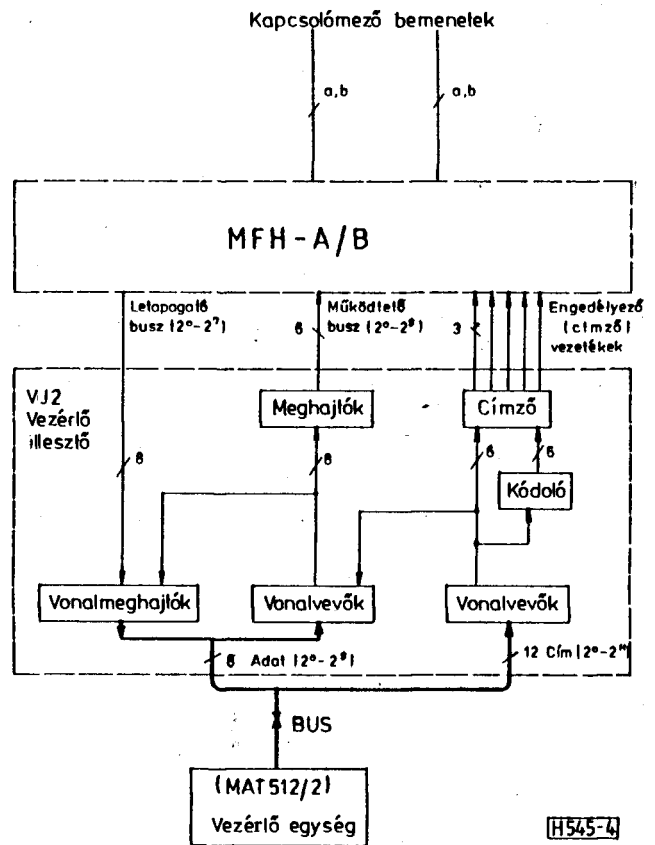 Kapcsolómező bemenetek
a,b
a,b
MFH-A/B
Letapogató
busz (2⁰-2⁷)
6
Működtető
busz (2⁰-2⁸)
3
Engedélyező
(címző)
vezetékek
VJ2
Vezérlő
illesztő
Meghajtók
Címző
8
8
6
6
Kódoló
Vonalmeghajtók
Vonalvevők
Vonalvevők
8 Adat (2⁰-2⁸)
12 Cím (2⁰-2¹¹)
BUS
(MAT512/2)
Vezérlő egység
H545-4